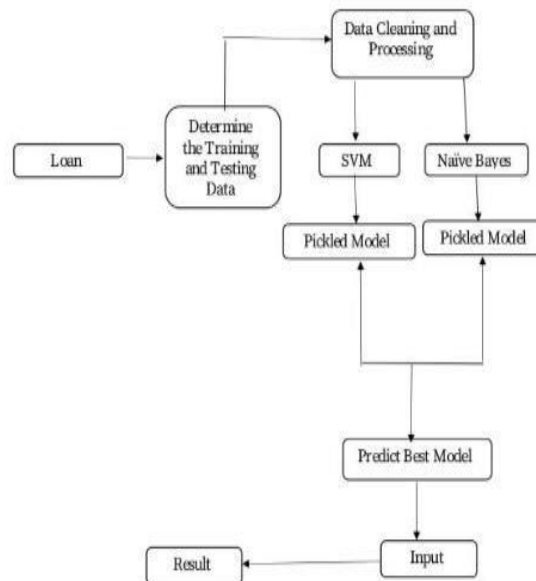 Data Cleaning and
Processing
Determine
the Training
and Testing
Data
Loan
SVM
Naïve Bayes
Pickled Model
Pickled Model
Predict Best Model
Input
Result